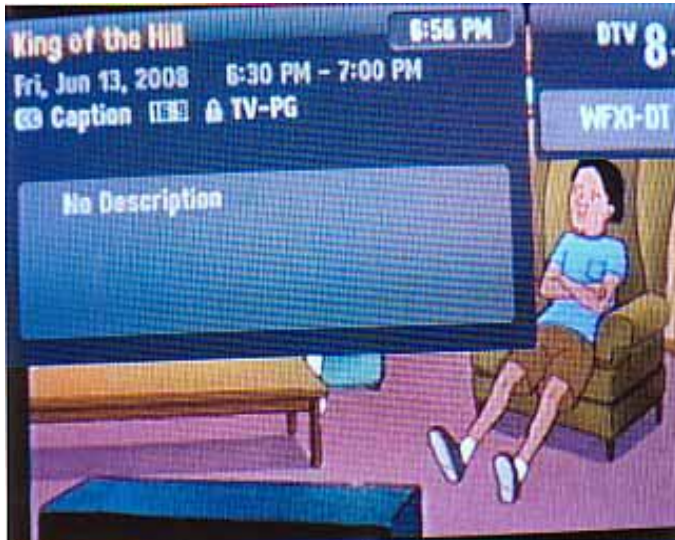 King of the Hill
6:56 PM
DTV 8.
Fri, Jun 13, 2008 6:30 PM - 7:00 PM
CC Caption 16:9 TV-PG
WFXI-DT
No Description